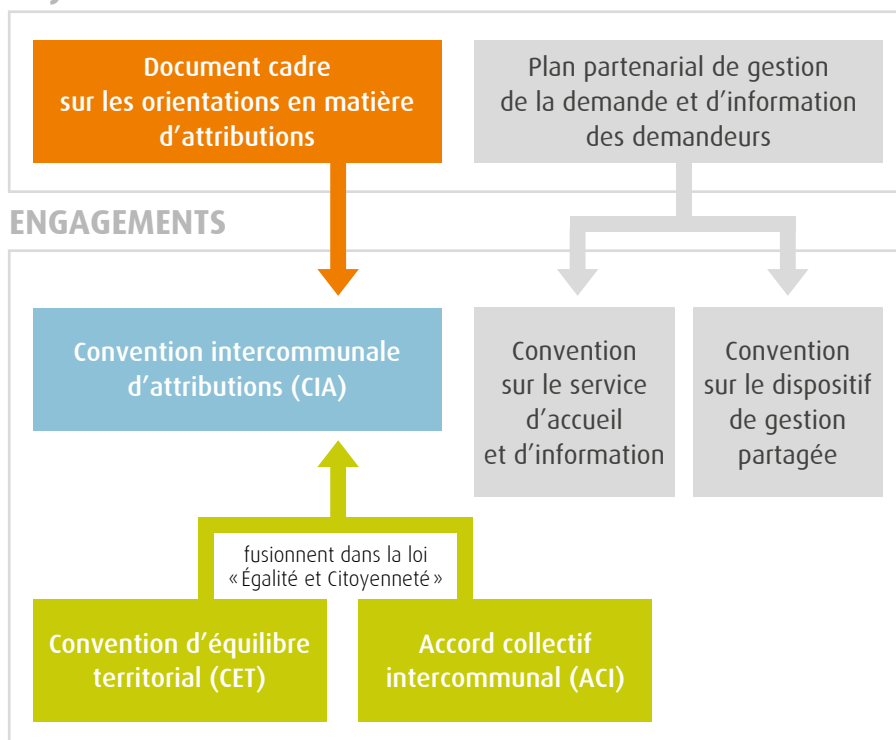 Document cadre
sur les orientations en matière
d'attributions
Plan partenarial de gestion
de la demande et d'information
des demandeurs
ENGAGEMENTS
Convention intercommunale
d'attributions (CIA)
Convention
sur le service
d'accueil
et d'information
Convention
sur le dispositif
de gestion
partagée
fusionnent dans la loi
« Égalité et Citoyenneté »
Convention d'équilibre
territorial (CET)
Accord collectif
intercommunal (ACI)